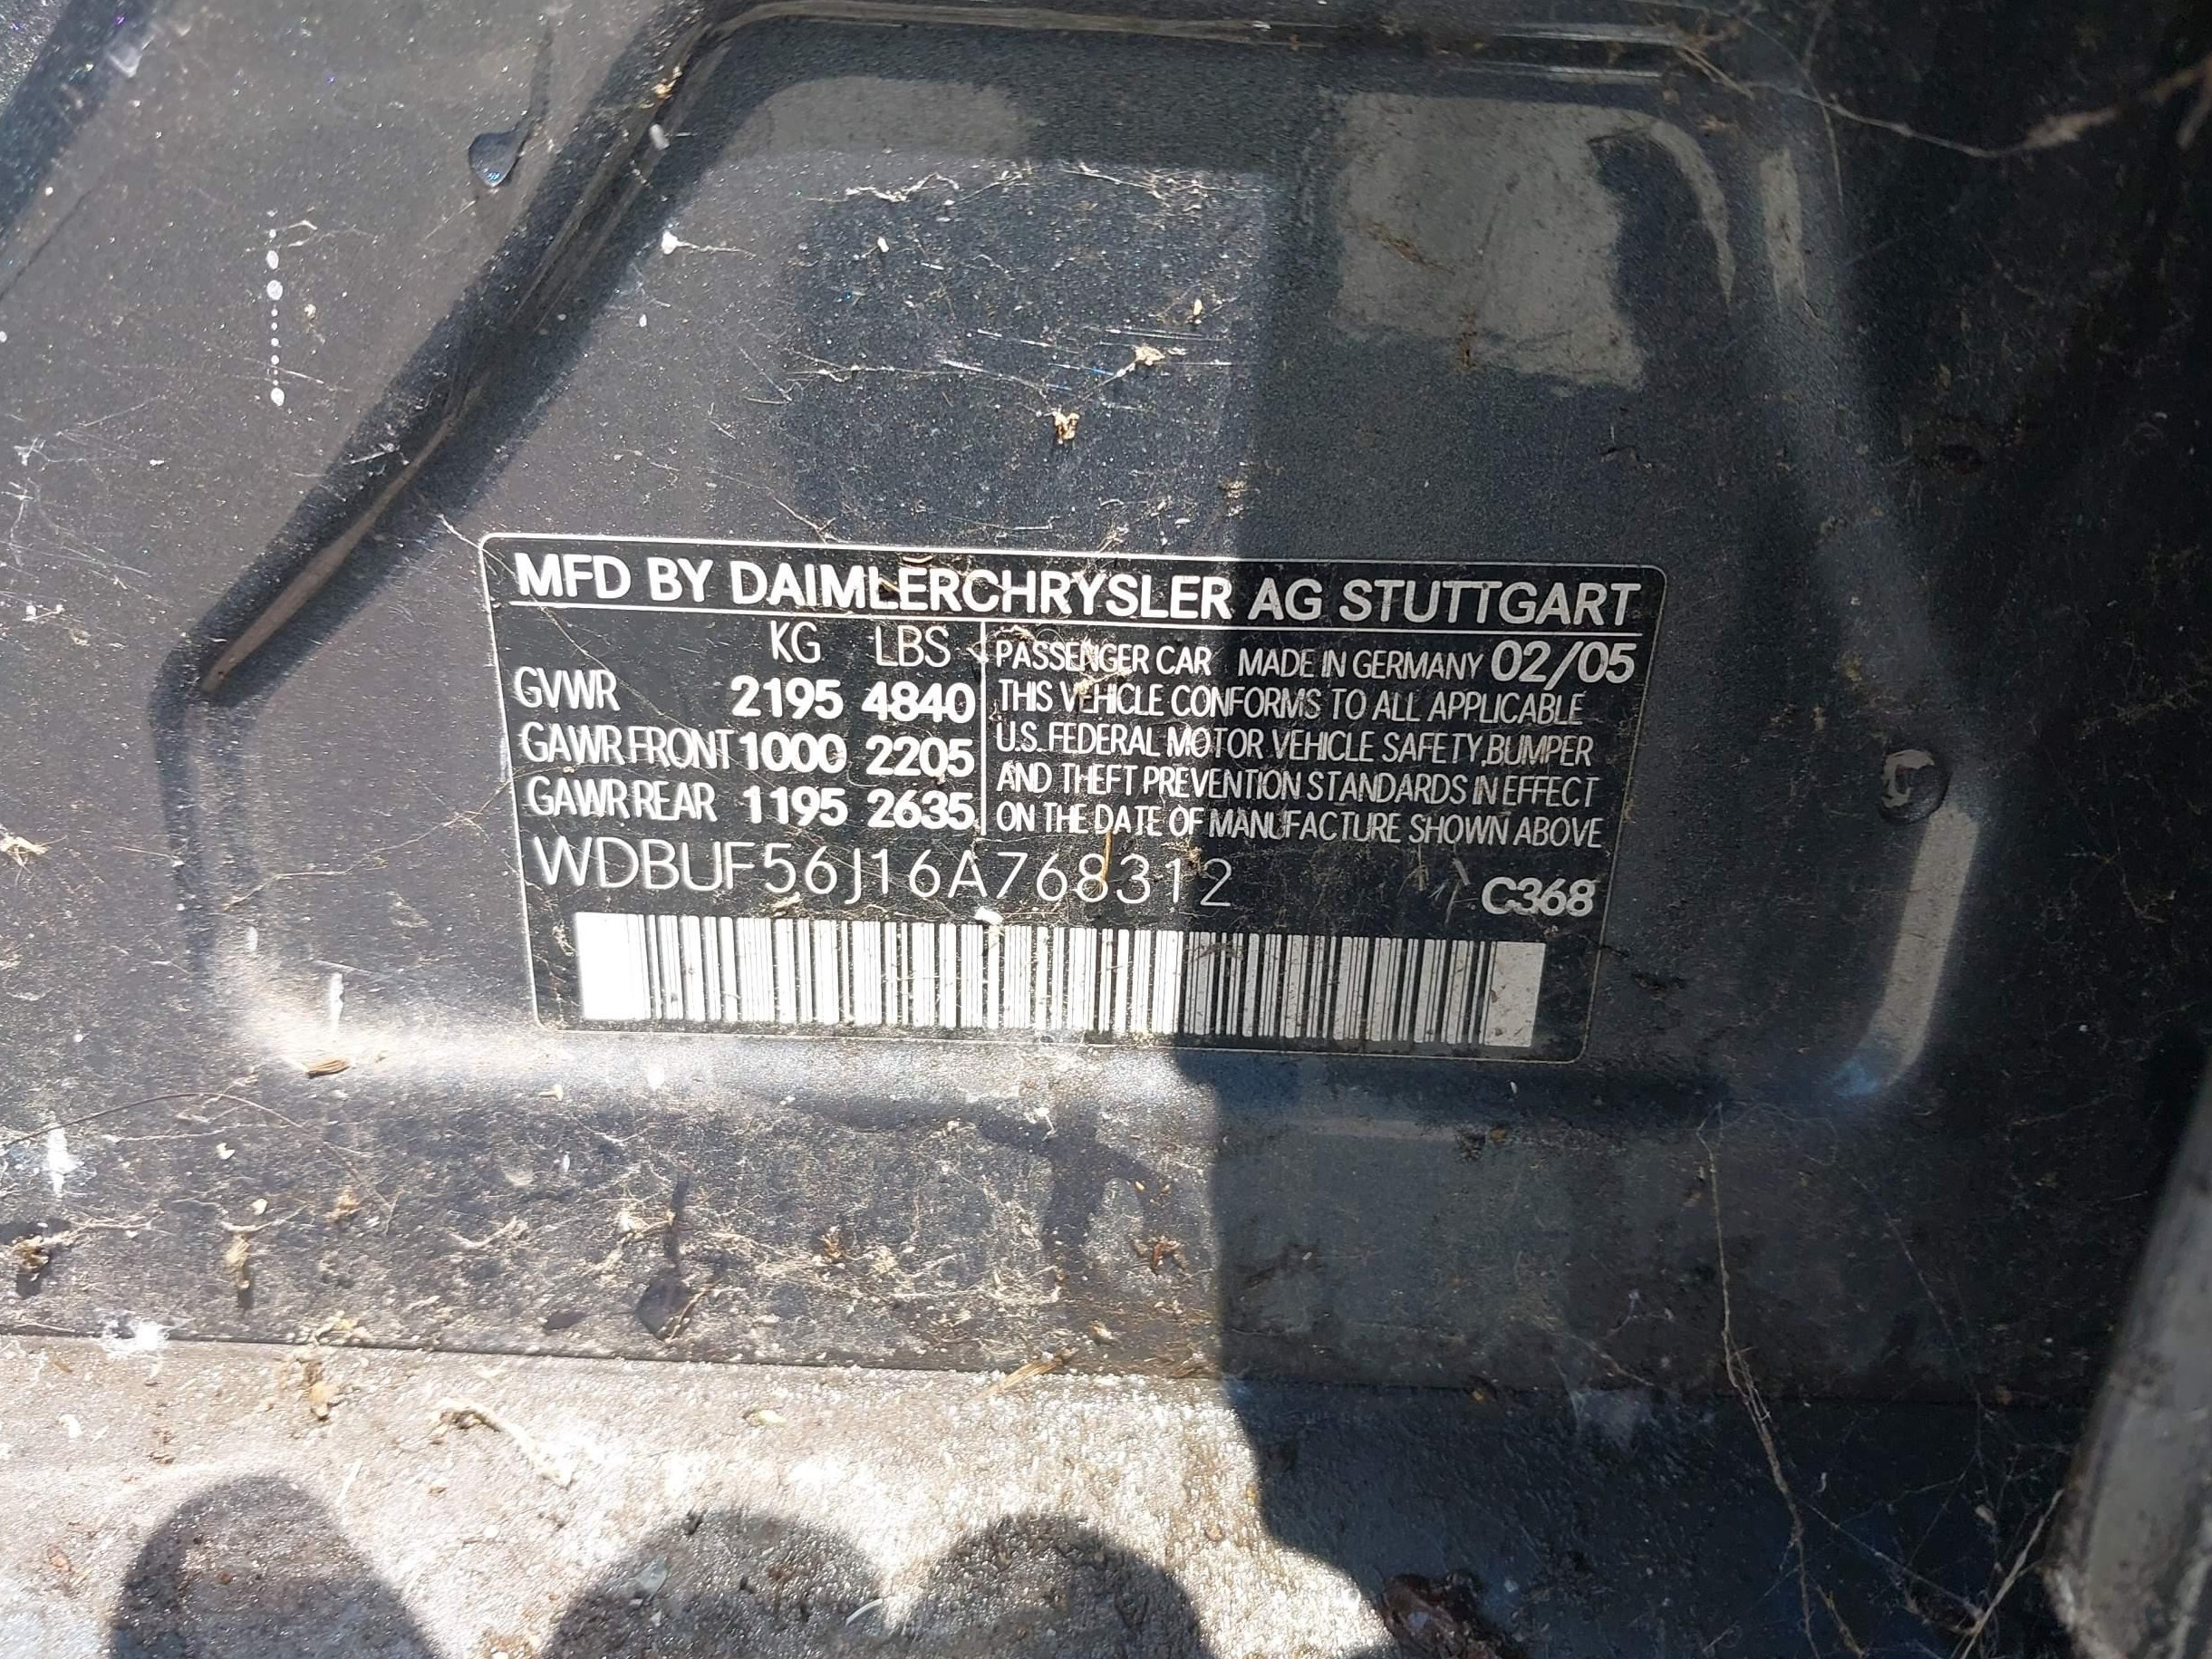 MFD BY DAIMLERCHRYSLER AG STUTTGART
KG LBS
GVWR 2195 4840
GAWR FRONT 1000 2205
GAWR REAR 1195 2635
PASSENGER CAR MADE IN GERMANY 02/05
THIS VEHICLE CONFORMS TO ALL APPLICABLE
U.S. FEDERAL MOTOR VEHICLE SAFETY,BUMPER
AND THEFT PREVENTION STANDARDS IN EFFECT
ON THE DATE OF MANUFACTURE SHOWN ABOVE
WDBUF56J16A768312
C368